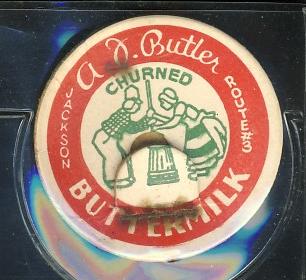 A. J. Butler
CHURNED
JACKSON
ROUTE #3
BUTTERMILK